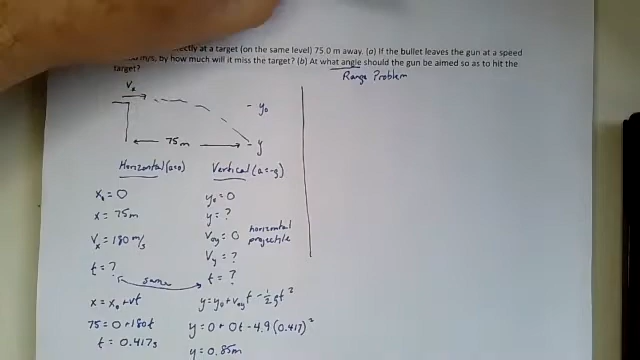 rectly at a target (on the same level) 75.0 m away. (a) If the bullet leaves the gun at a speed
m/s, by how much will it miss the target? (b) At what angle should the gun be aimed so as to hit the
target?
Range Problem
Vx
y₀
75m
y
Horizontal (a=0)
x₀ = 0
x = 75m
Vx = 180 m/s
t = ?
same
x = x₀ + vt
75 = 0 + 180t
t = 0.417s
Vertical (a=-g)
y₀ = 0
y = ?
V₀y = 0 horizontal projectile
Vy = ?
t = ?
y = y₀ + V₀y t - ½gt²
y = 0 + 0t - 4.9(0.417)²
y = 0.85m